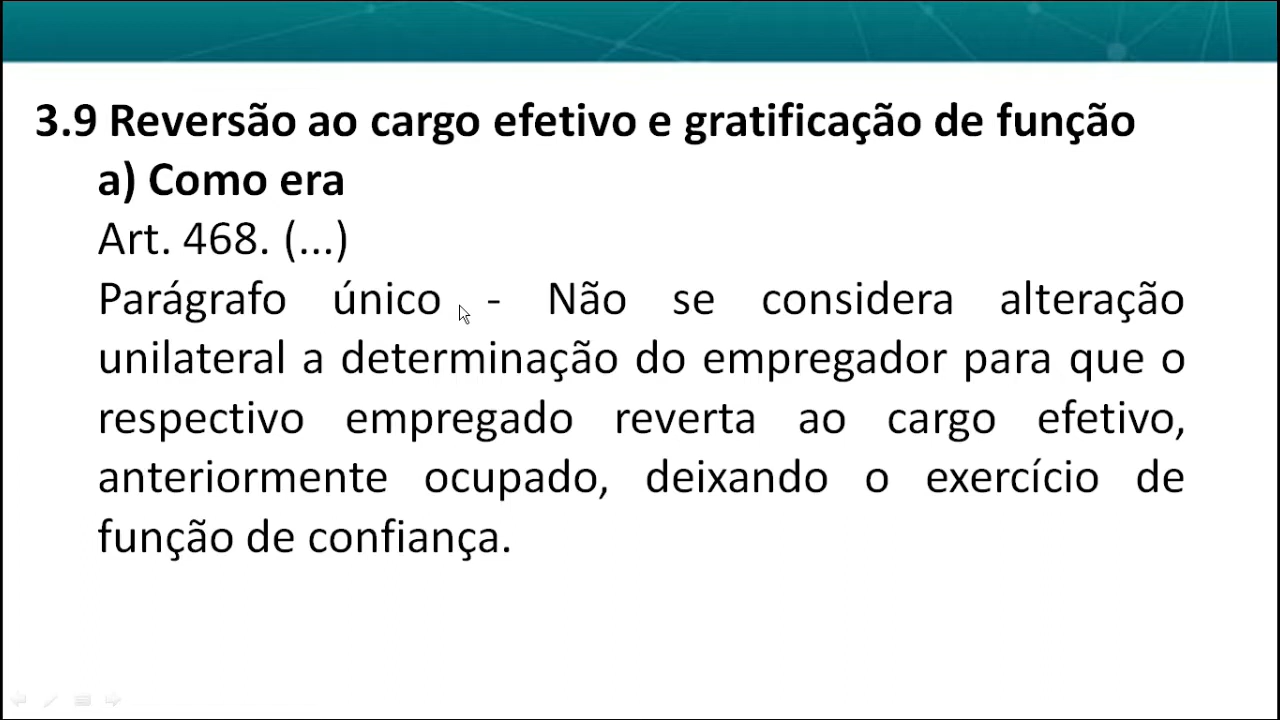 3.9 Reversão ao cargo efetivo e gratificação de função
a) Como era
Art. 468. (...)
Parágrafo único - Não se considera alteração
unilateral a determinação do empregador para que o
respectivo empregado reverta ao cargo efetivo,
anteriormente ocupado, deixando o exercício de
função de confiança.